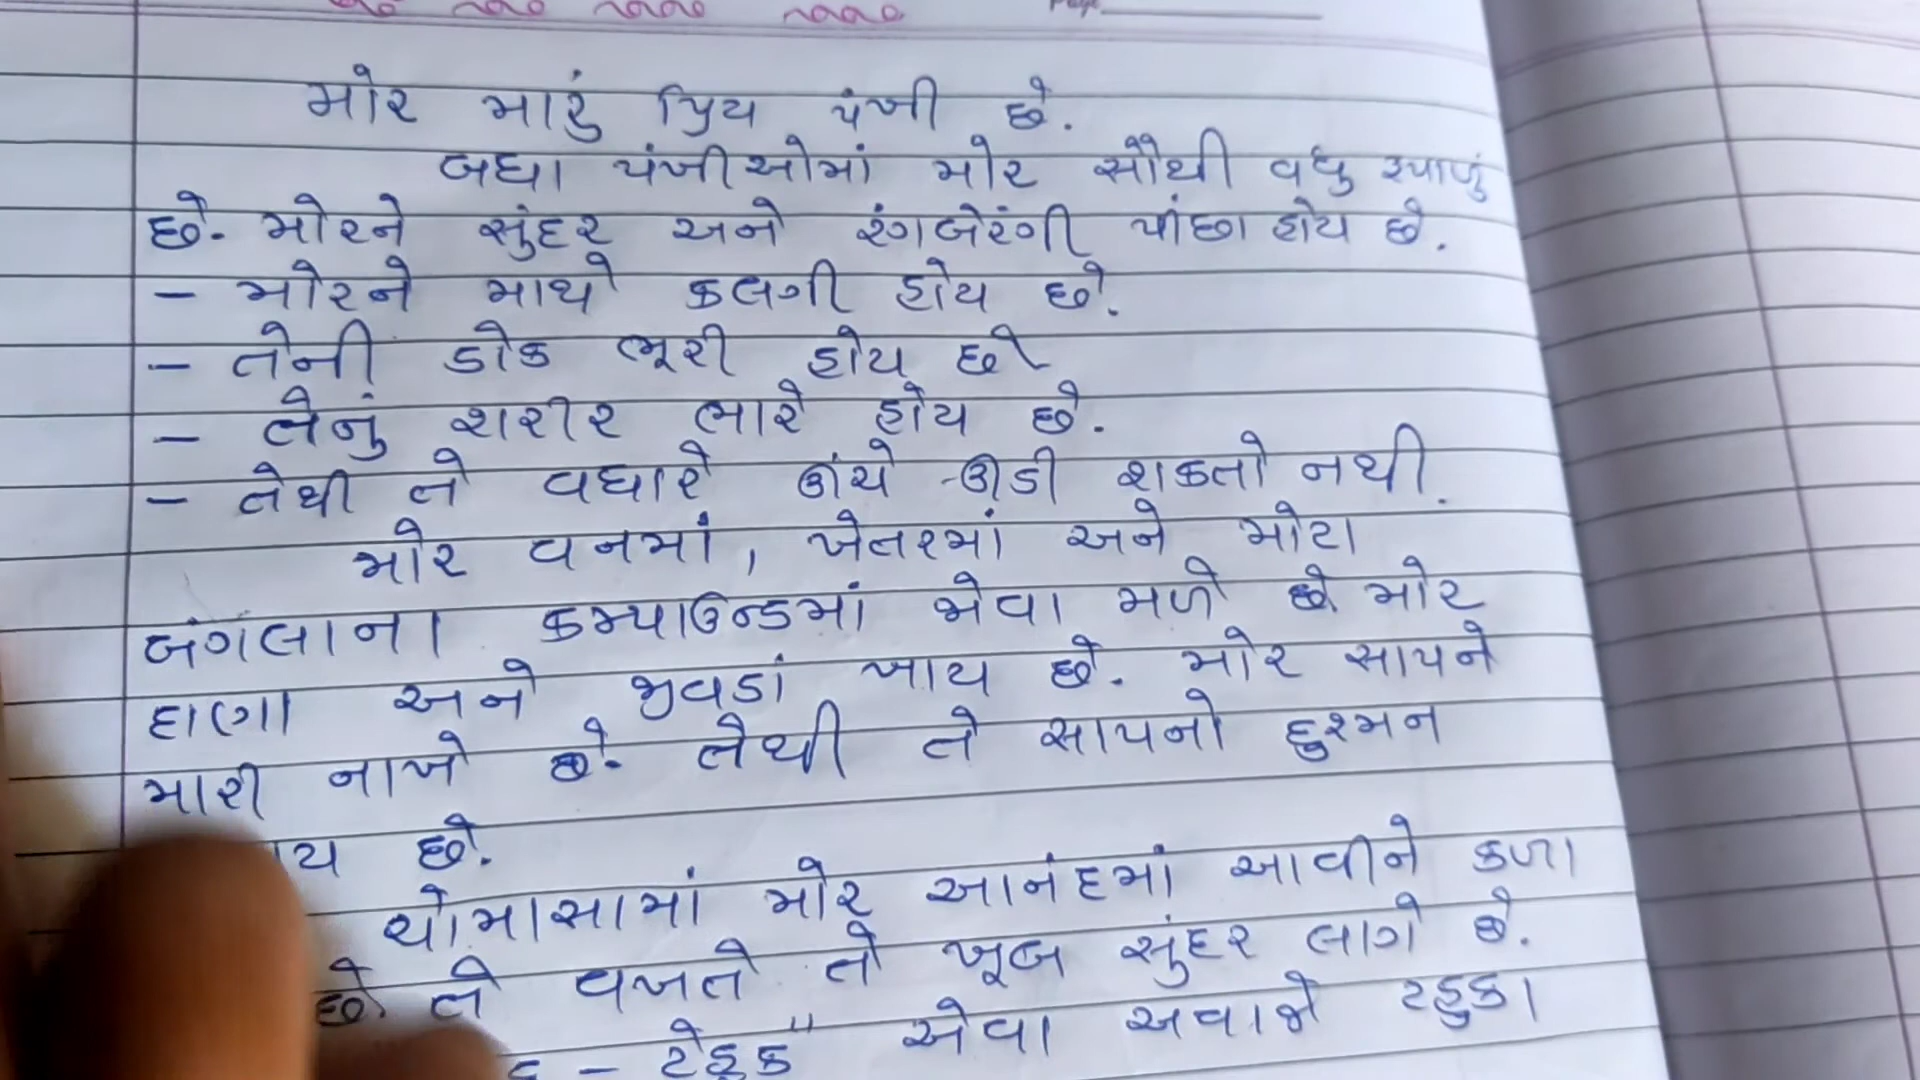 મોર મારું પ્રિય પંખી છે.
બધા પંખીઓમાં મોર સૌથી વધુ રૂપાળું
છે. મોરને સુંદર અને રંગબેરંગી પીંછા હોય છે.
- મોરને માથે કલગી હોય છે.
- તેની ડોક ભૂરી હોય છે
- તેનું શરીર ભારે હોય છે.
- તેથી તે વધારે ઊંચે ઊડી શકતો નથી.
મોર વનમાં, ખેતરમાં અને મોટા
બંગલાના કમ્પાઉન્ડમાં જોવા મળે છે. મોર
દાણા અને જીવડાં ખાય છે. મોર સાપને
મારી નાખે છે. તેથી તે સાપનો દુશ્મન
છે.
ચોમાસામાં મોર આનંદમાં આવીને કળા
છે. તે વખતે તે ખૂબ સુંદર લાગે છે.
- ટેહૂક" એવા અવાજે ટહુકા